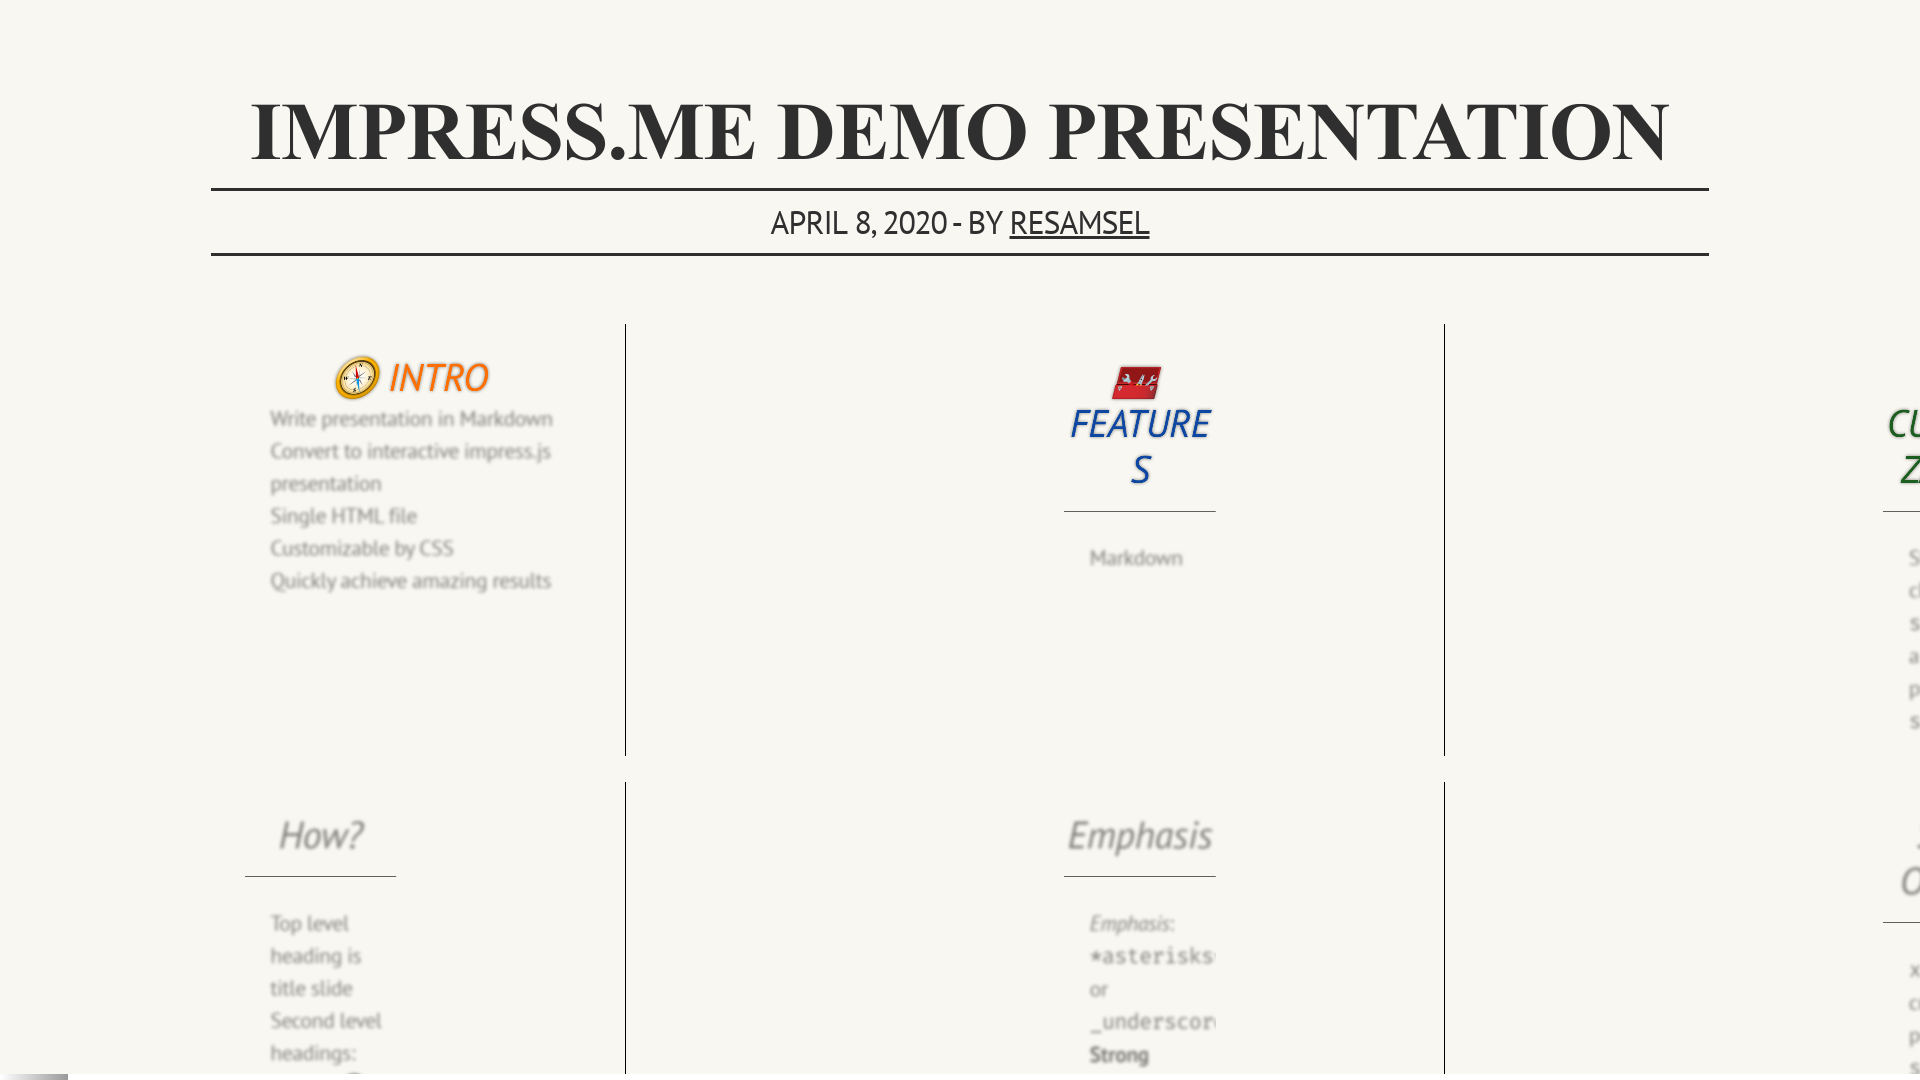 IMPRESS.ME DEMO PRESENTATION
APRIL 8, 2020 - BY RESAMSEL
INTRO
Write presentation in Markdown
Convert to interactive impress.js
presentation
Single HTML file
Customizable by CSS
Quickly achieve amazing results
FEATURE
S
Markdown
CU
Z
How?
Top level
heading is
title slide
Second level
headings:
Emphasis
Emphasis:
*asterisks
or
_underscor
Strong